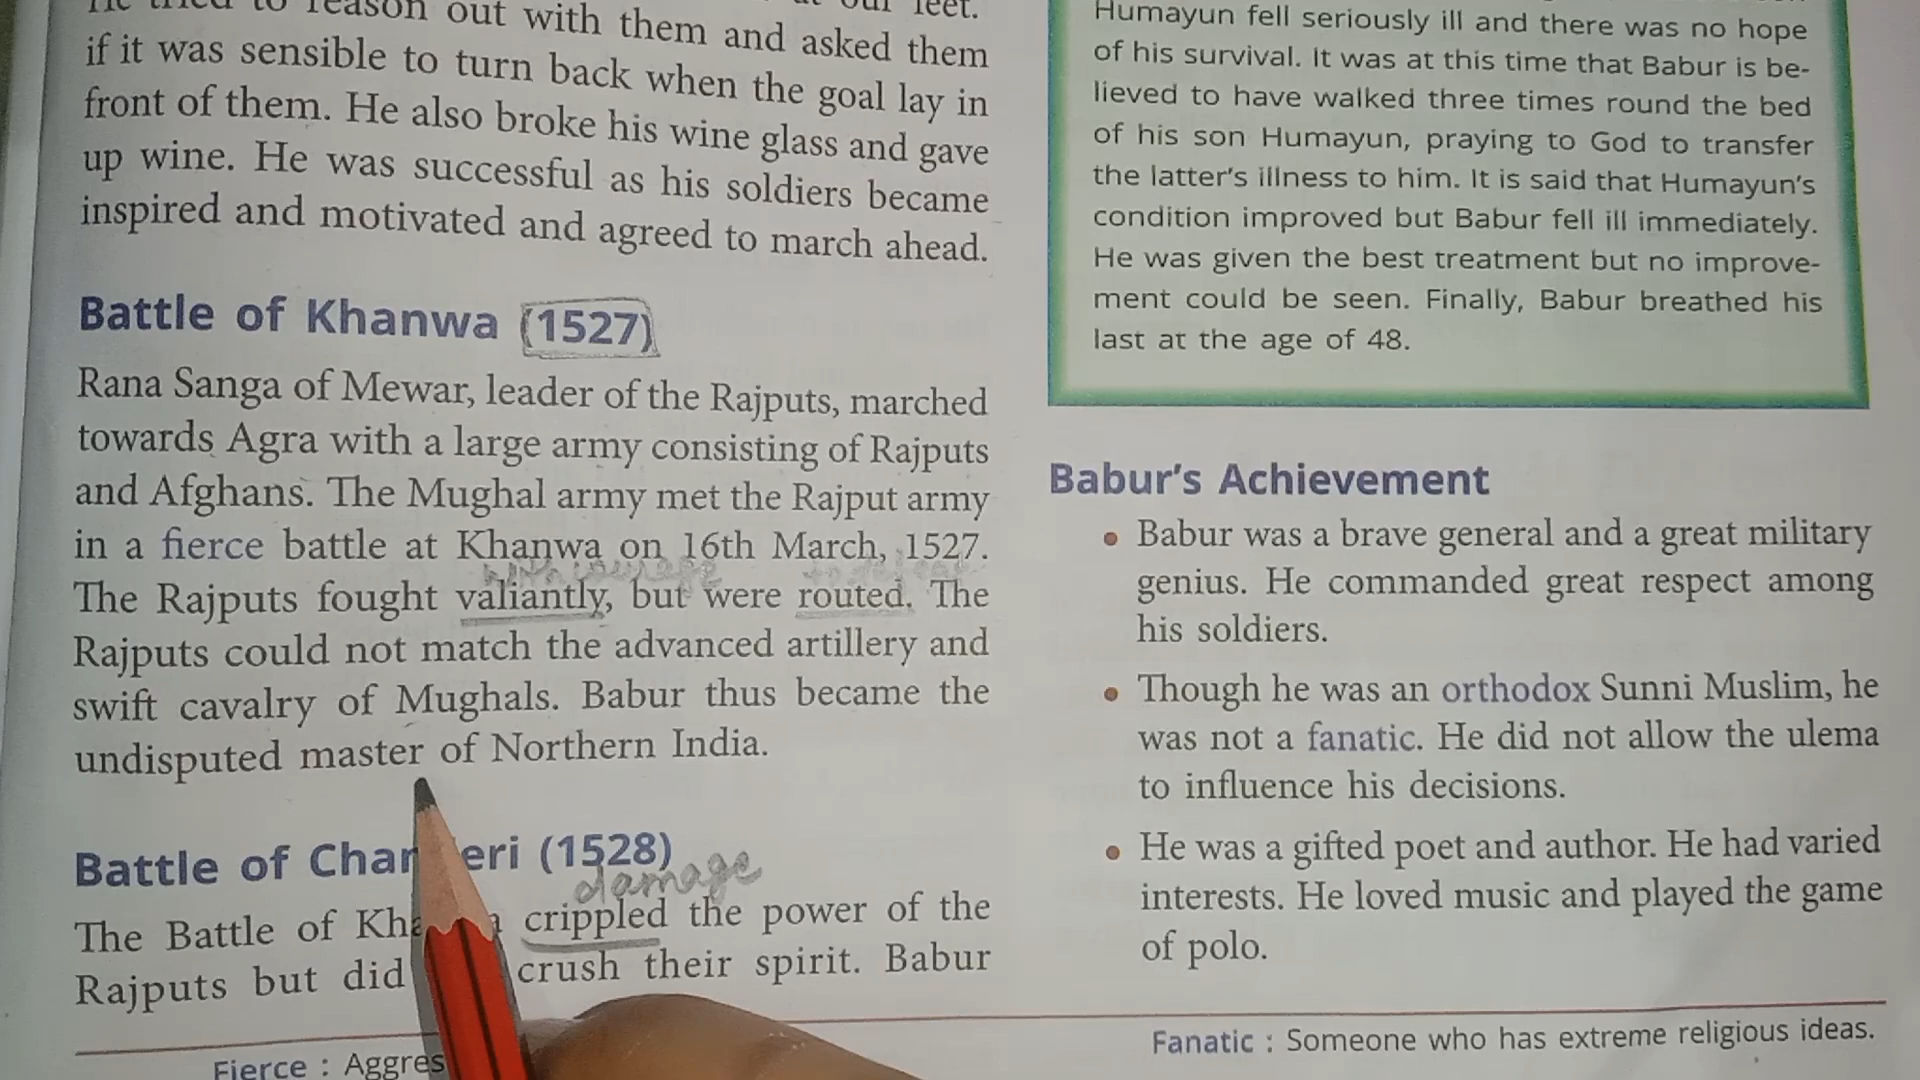 reason out with them and asked them
if it was sensible to turn back when the goal lay in
front of them. He also broke his wine glass and gave
up wine. He was successful as his soldiers became
inspired and motivated and agreed to march ahead.
Battle of Khanwa (1527)
Rana Sanga of Mewar, leader of the Rajputs, marched
towards Agra with a large army consisting of Rajputs
and Afghans. The Mughal army met the Rajput army
in a fierce battle at Khanwa on 16th March, 1527.
The Rajputs fought valiantly, but were routed. The
Rajputs could not match the advanced artillery and
swift cavalry of Mughals. Babur thus became the
undisputed master of Northern India.
Battle of eri (1528)
damage
The Battle of crippled the power of the
Rajputs but did crush their spirit. Babur
Fierce : Aggres
Humayun fell seriously ill and there was no hope
of his survival. It was at this time that Babur is be-
lieved to have walked three times round the bed
of his son Humayun, praying to God to transfer
the latter's illness to him. It is said that Humayun's
condition improved but Babur fell ill immediately.
He was given the best treatment but no improve-
ment could be seen. Finally, Babur breathed his
last at the age of 48.
Babur's Achievement
• Babur was a brave general and a great military
genius. He commanded great respect among
his soldiers.
• Though he was an orthodox Sunni Muslim, he
was not a fanatic. He did not allow the ulema
to influence his decisions.
• He was a gifted poet and author. He had varied
interests. He loved music and played the game
of polo.
Fanatic : Someone who has extreme religious ideas.